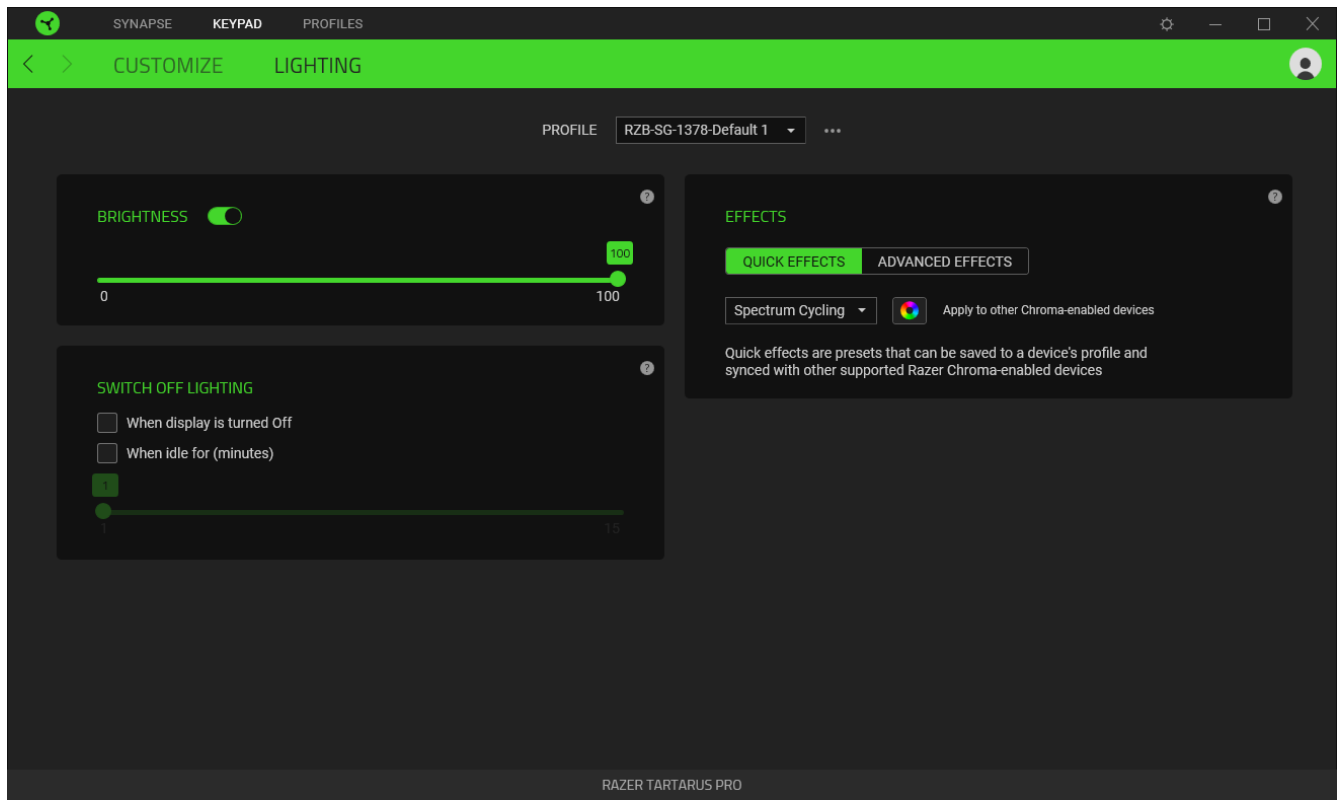 SYNAPSE KEYPAD PROFILES
CUSTOMIZE LIGHTING
PROFILE RZB-SG-1378-Default 1
BRIGHTNESS
100
0 100
SWITCH OFF LIGHTING
When display is turned Off
When idle for (minutes)
1
1 15
EFFECTS
QUICK EFFECTS ADVANCED EFFECTS
Spectrum Cycling Apply to other Chroma-enabled devices
Quick effects are presets that can be saved to a device's profile and
synced with other supported Razer Chroma-enabled devices
RAZER TARTARUS PRO